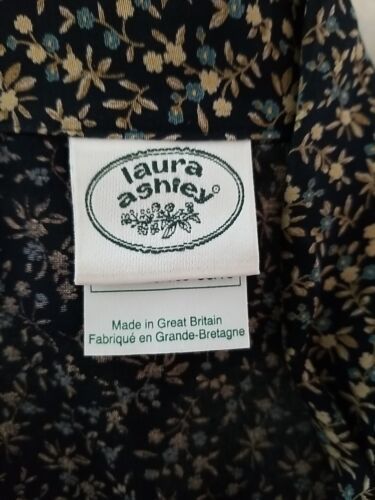 laura
ashley®
Made in Great Britain
Fabriqué en Grande-Bretagne